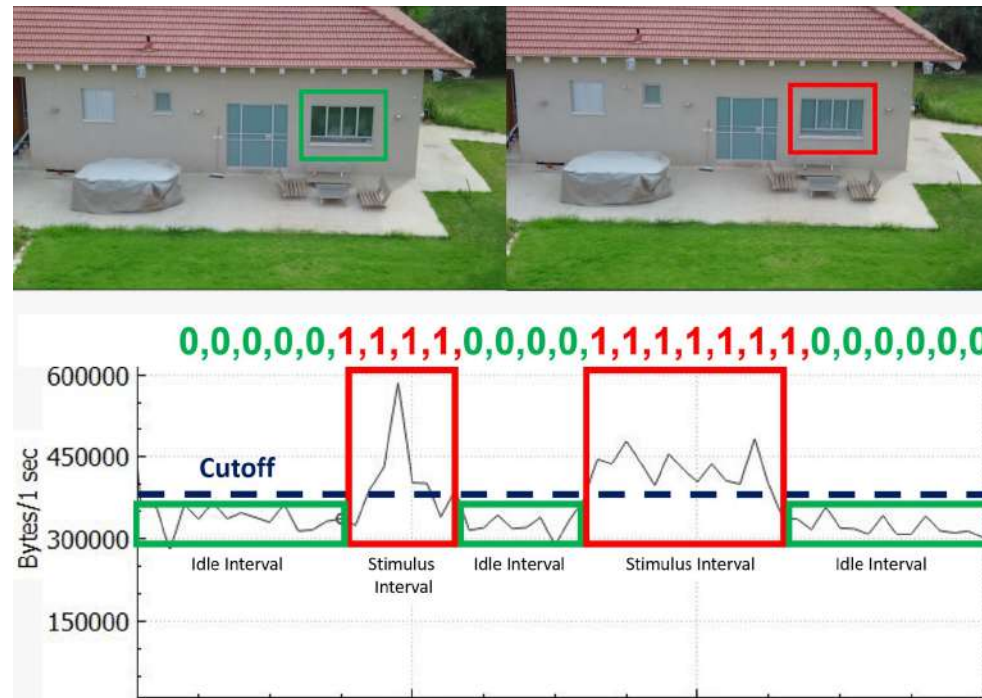 0,0,0,0,0,1,1,1,1,0,0,0,0,1,1,1,1,1,1,1,0,0,0,0,0,0
600000
450000
Cutoff
300000
Idle Interval
Stimulus Interval
Idle Interval
Stimulus Interval
Idle Interval
150000
Bytes/1 sec